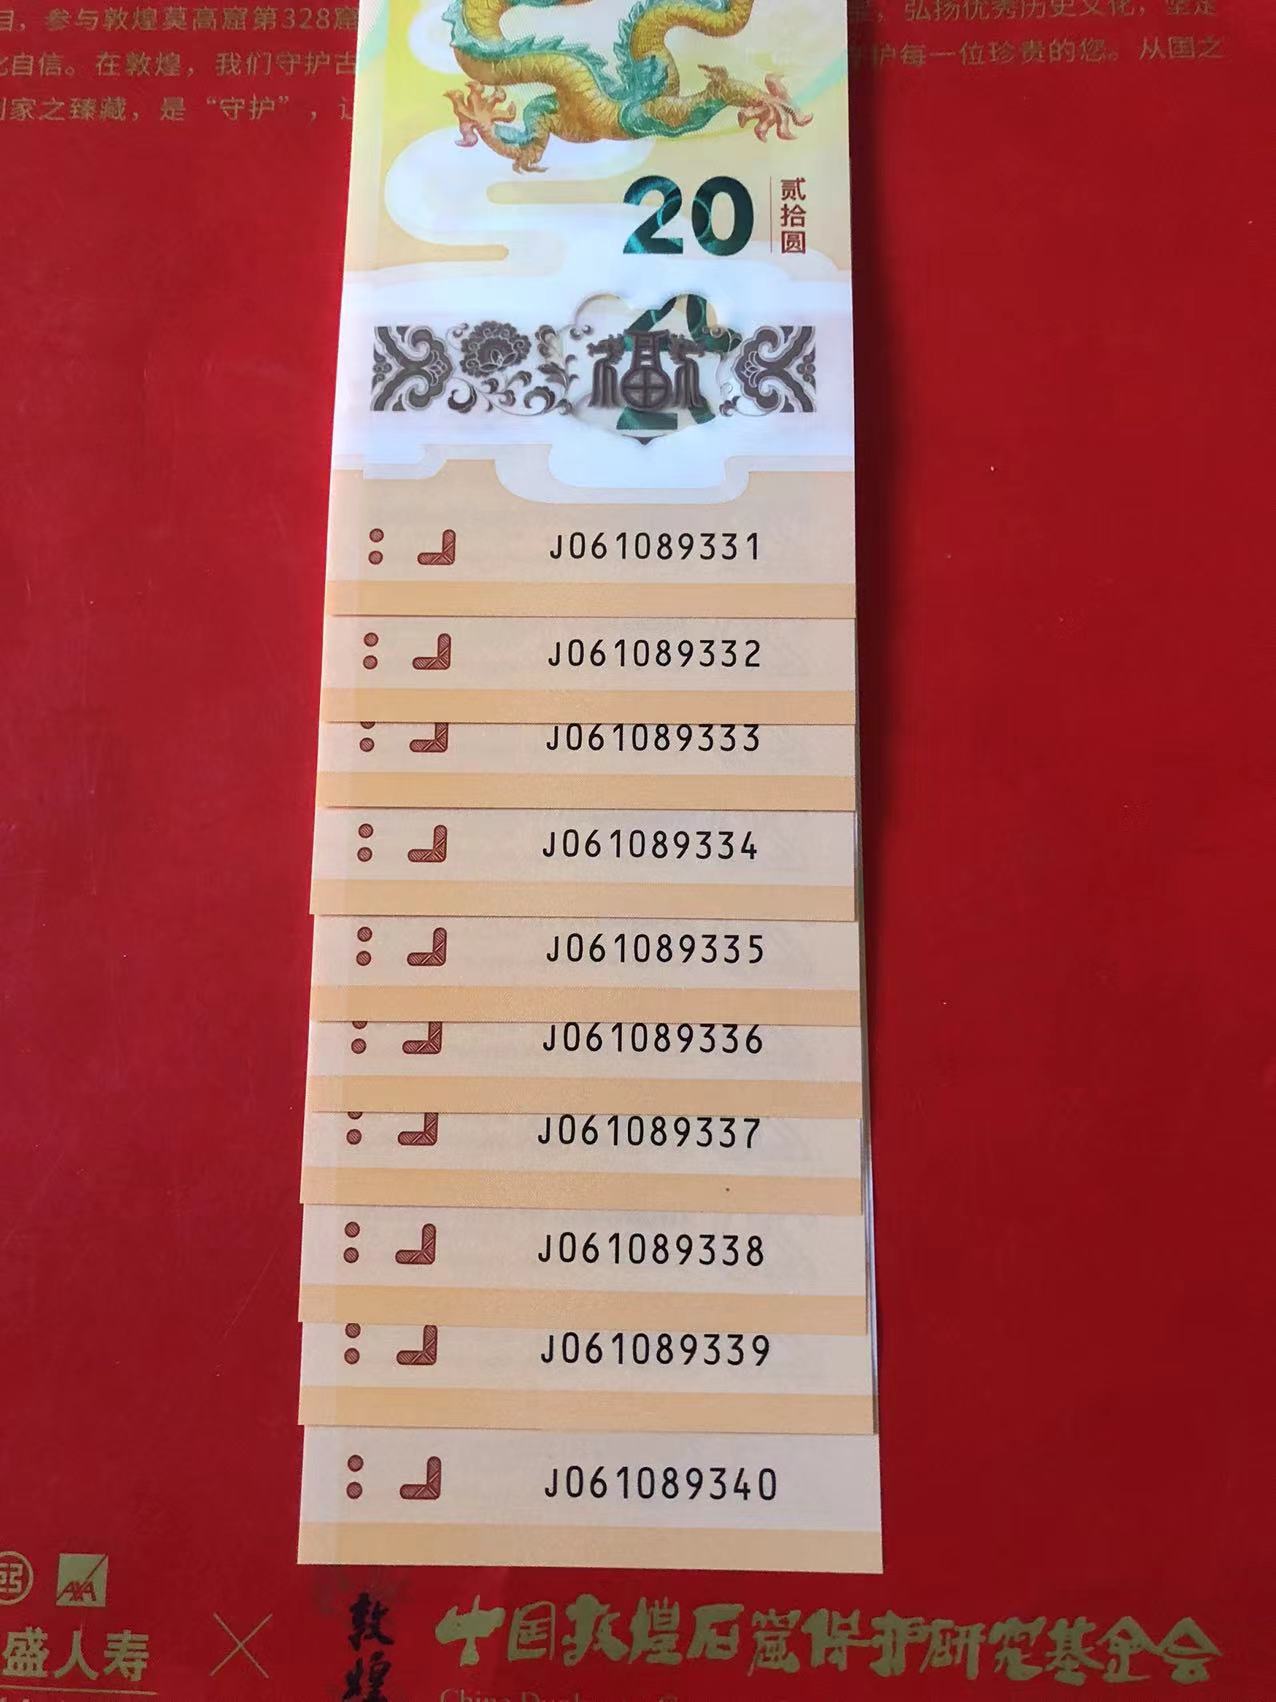 目，参与敦煌莫高窟第328窟
，弘扬优秀历史文化，坚定
化自信。在敦煌，我们守护古
守护每一位珍贵的您。从国之
到家之臻藏，是“守护”，让
20
贰拾圆
20
福
J061089331
J061089332
J061089333
J061089334
J061089335
J061089336
J061089337
J061089338
J061089339
J061089340
AXA
盛人寿
敦煌
中国敦煌石窟保护研究基金会